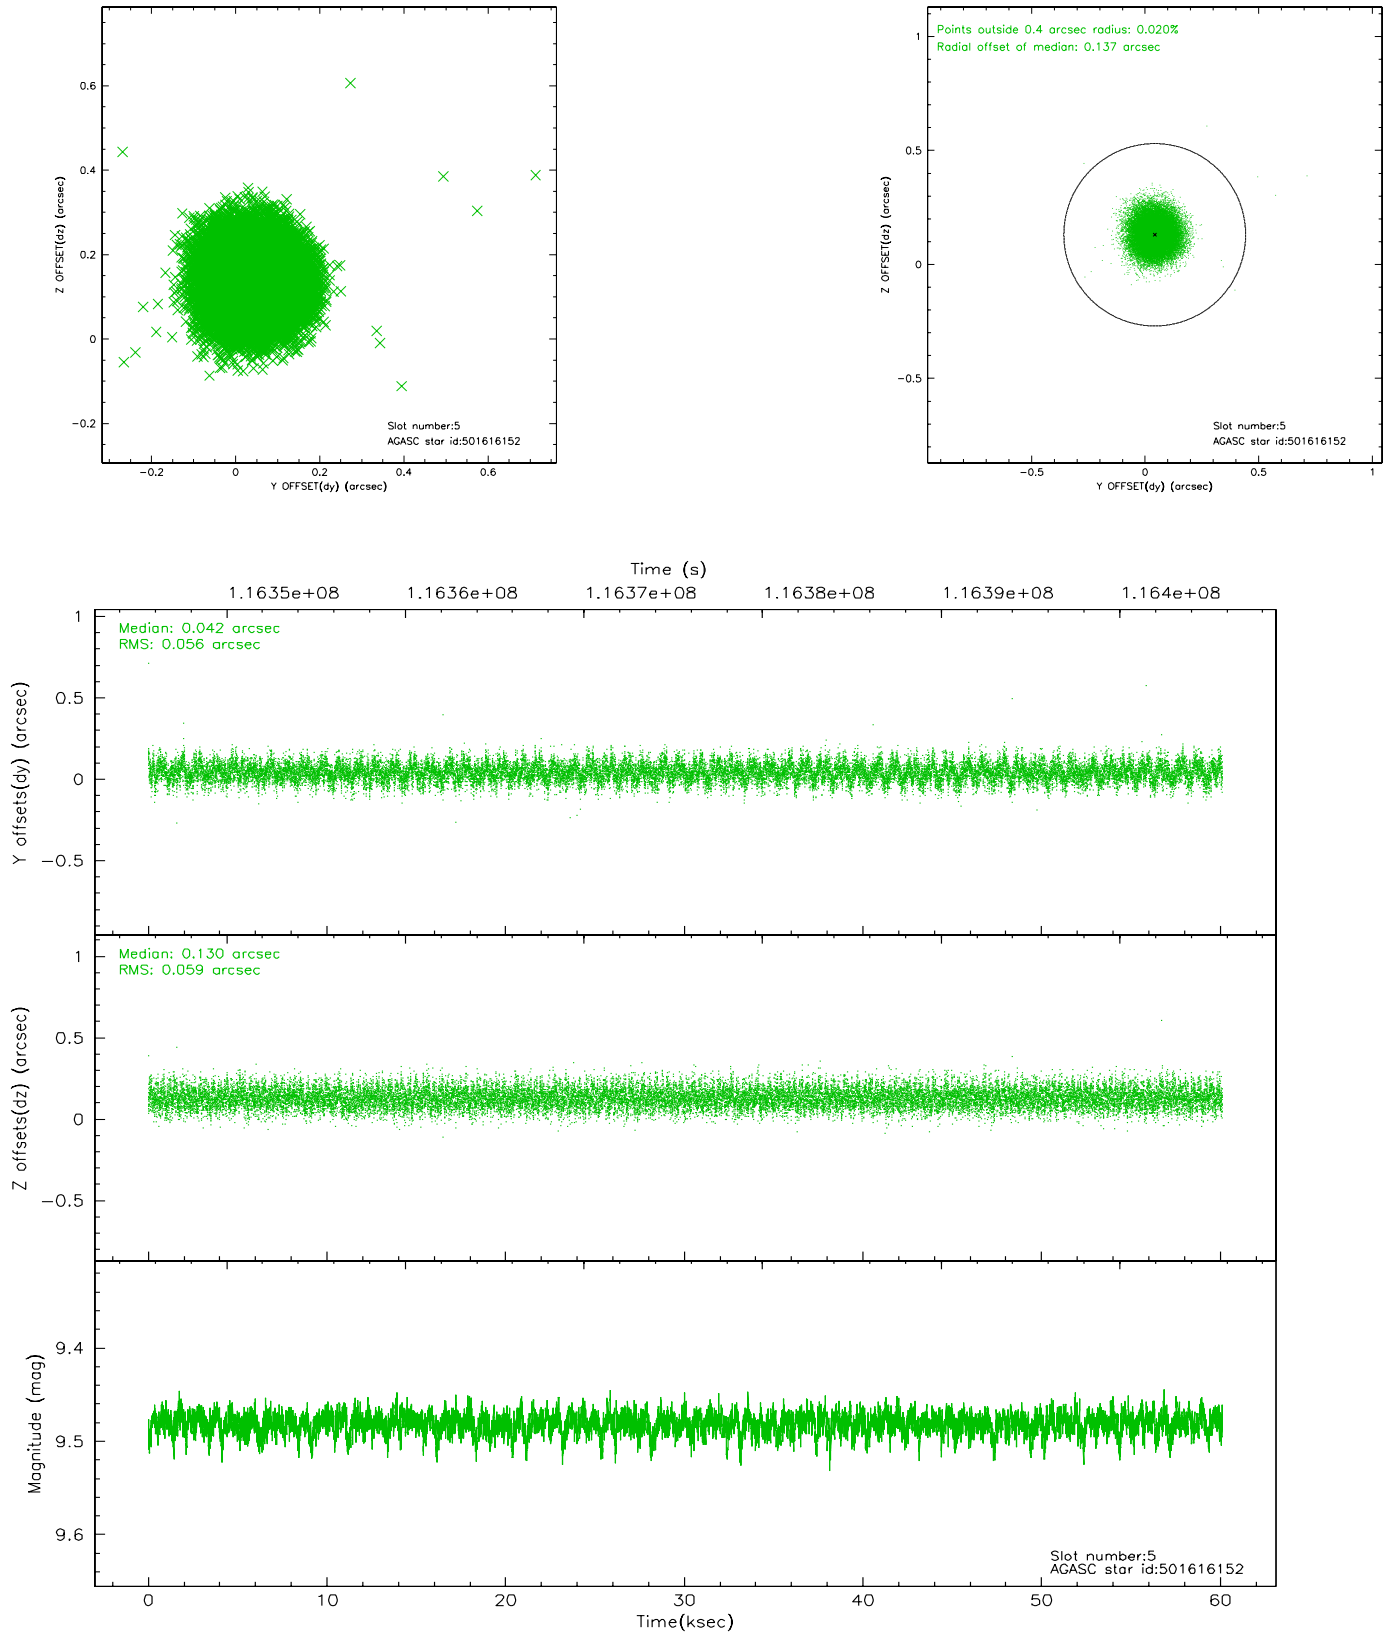 0.6
0.4
0.2
0
−0.2
Z OFFSET(dz) (arcsec)
Slot number:5
AGASC star id:501616152
−0.2 0 0.2 0.4 0.6
Y OFFSET(dy) (arcsec)
Points outside 0.4 arcsec radius: 0.020%
Radial offset of median: 0.137 arcsec
1
0.5
0
−0.5
Z OFFSET(dz) (arcsec)
Slot number:5
AGASC star id:501616152
−0.5 0 0.5 1
Y OFFSET(dy) (arcsec)
Time (s)
1.1635e+08 1.1636e+08 1.1637e+08 1.1638e+08 1.1639e+08 1.164e+08
Median: 0.042 arcsec
RMS: 0.056 arcsec
1
0.5
0
−0.5
Y offsets(dy) (arcsec)
Median: 0.130 arcsec
RMS: 0.059 arcsec
1
0.5
0
−0.5
Z offsets(dz) (arcsec)
9.4
9.5
9.6
Magnitude (mag)
Slot number:5
AGASC star id:501616152
0 10 20 30 40 50 60
Time(ksec)